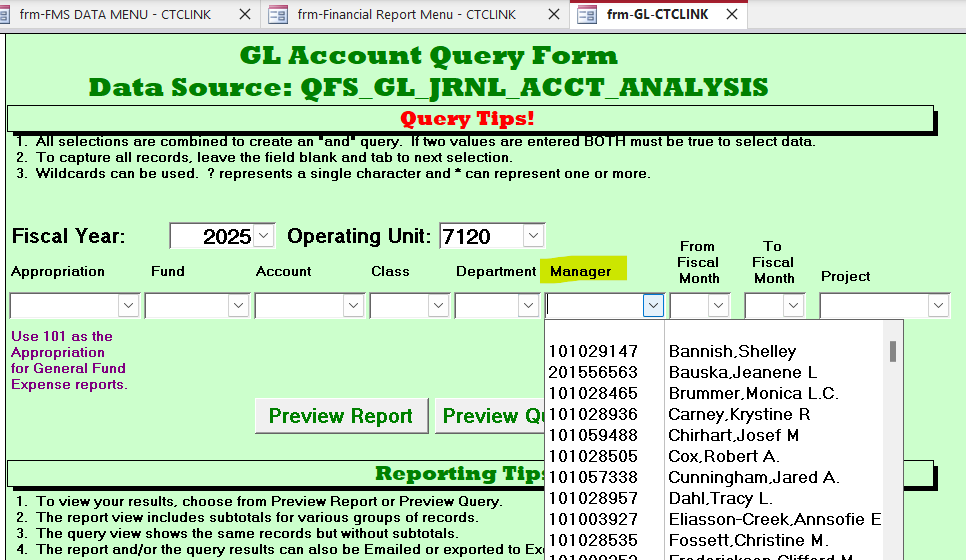 frm-FMS DATA MENU - CTCLINK
frm-Financial Report Menu - CTCLINK
frm-GL-CTCLINK
GL Account Query Form
Data Source: QFS_GL_JRNL_ACCT_ANALYSIS
Query Tips!
1. All selections are combined to create an "and" query. If two values are entered BOTH must be true to select data.
2. To capture all records, leave the field blank and tab to next selection.
3. Wildcards can be used. ? represents a single character and * can represent one or more.
Fiscal Year: 2025 Operating Unit: 7120
Appropriation Fund Account Class Department Manager From Fiscal Month To Fiscal Month Project
Use 101 as the
Appropriation
for General Fund
Expense reports.
Preview Report Preview Qu
101029147 Bannish,Shelley
201556563 Bauska,Jeanene L
101028465 Brummer,Monica L.C.
101028936 Carney,Krystine R
101059488 Chirhart,Josef M
101028505 Cox,Robert A.
101057338 Cunningham,Jared A.
101028957 Dahl,Tracy L.
101003927 Eliasson-Creek,Annsofie E
101028535 Fossett,Christine M.
Reporting Tip
1. To view your results, choose from Preview Report or Preview Query.
2. The report view includes subtotals for various groups of records.
3. The query view shows the same records but without subtotals.
4. The report and/or the query results can also be Emailed or exported to Ex